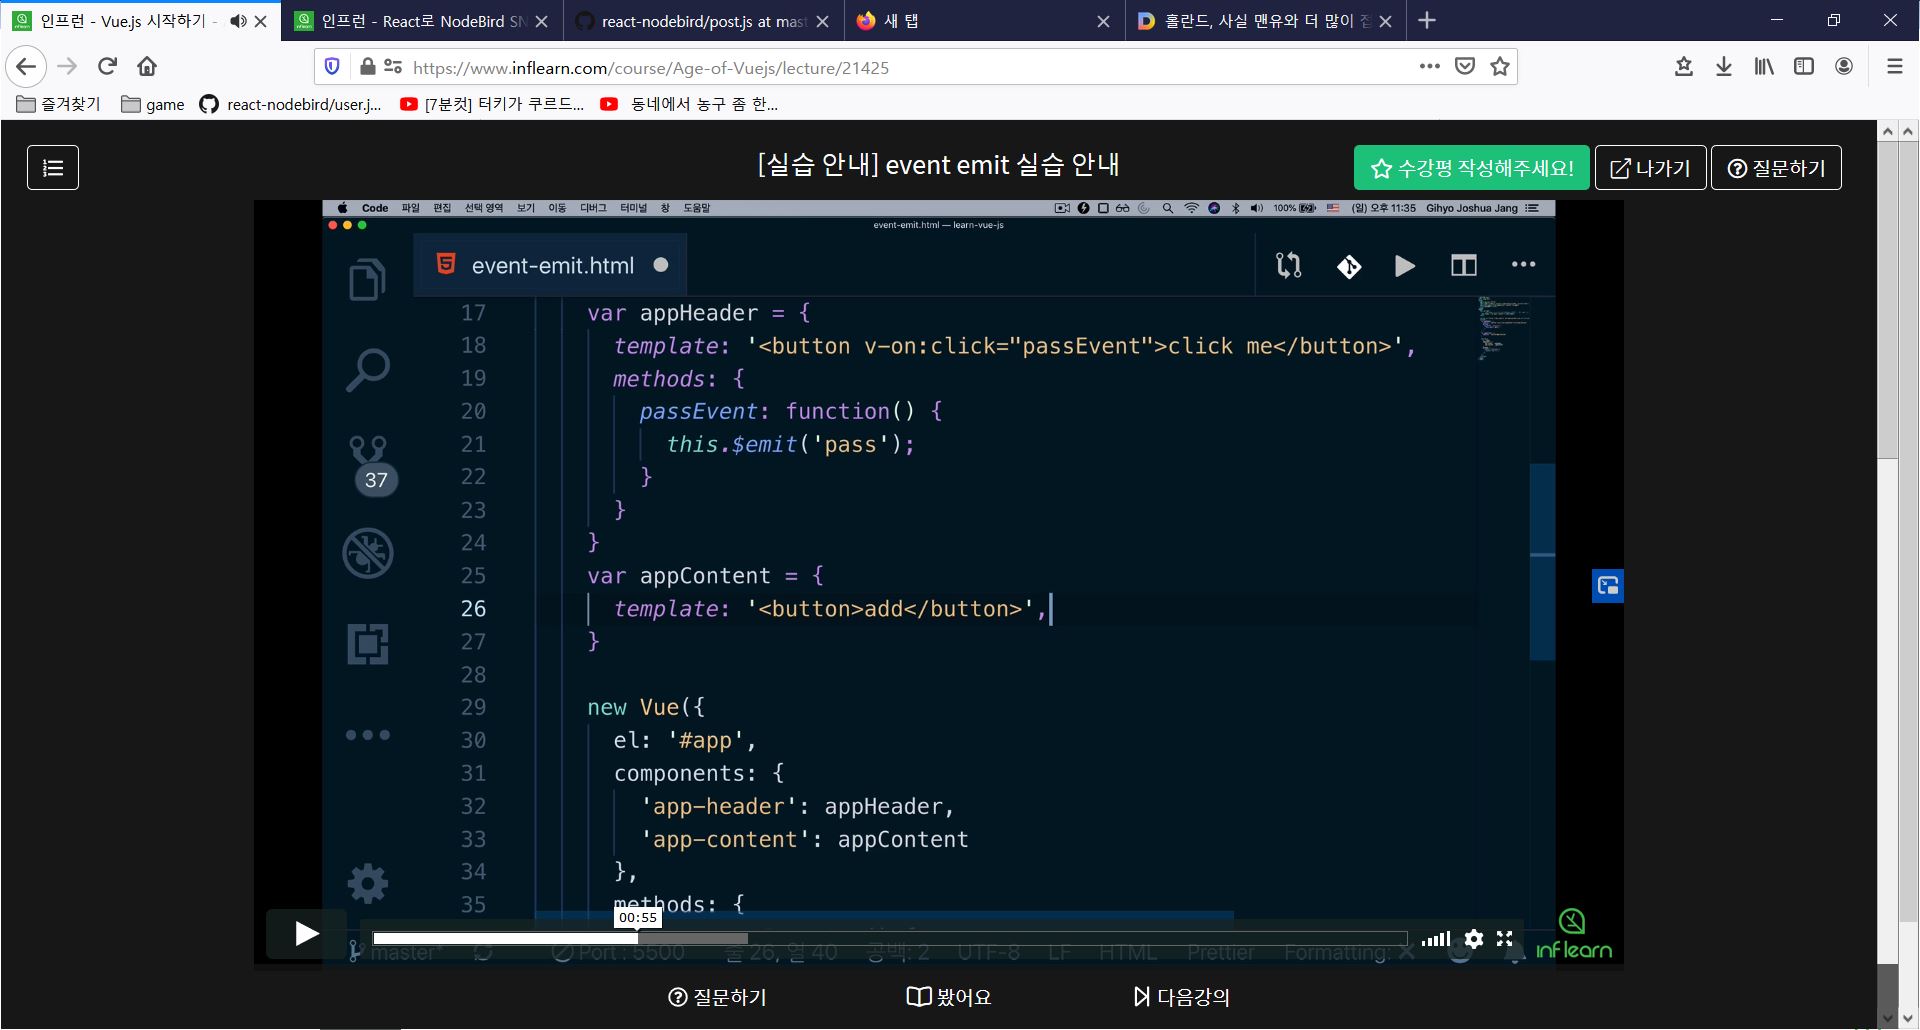 인프런 - Vue.js 시작하기 -
인프런 - React로 NodeBird SN
react-nodebird/post.js at mast
새 탭
홀란드, 사실 맨유와 더 많이 접
https://www.inflearn.com/course/Age-of-Vuejs/lecture/21425
즐겨찾기
game
react-nodebird/user.j...
[7분컷] 터키가 쿠르드...
동네에서 농구 좀 한...
[실습 안내] event emit 실습 안내
수강평 작성해주세요!
나가기
질문하기
Code 파일 편집 선택 영역 보기 이동 디버그 터미널 창 도움말
100% (일) 오후 11:35 Gihyo Joshua Jang
event-emit.html — learn-vue-js
event-emit.html
37
17 var appHeader = {
18 template: '<button v-on:click="passEvent">click me</button>',
19 methods: {
20 passEvent: function() {
21 this.$emit('pass');
22 }
23 }
24 }
25 var appContent = {
26 template: '<button>add</button>',
27 }
28
29 new Vue({
30 el: '#app',
31 components: {
32 'app-header': appHeader,
33 'app-content': appContent
34 },
35 methods: {
00:55
master* Port : 5500 줄 26, 열 40 공백: 2 UTF-8 LF HTML Prettier Formatting: ✕
inflearn
질문하기
봤어요
다음강의